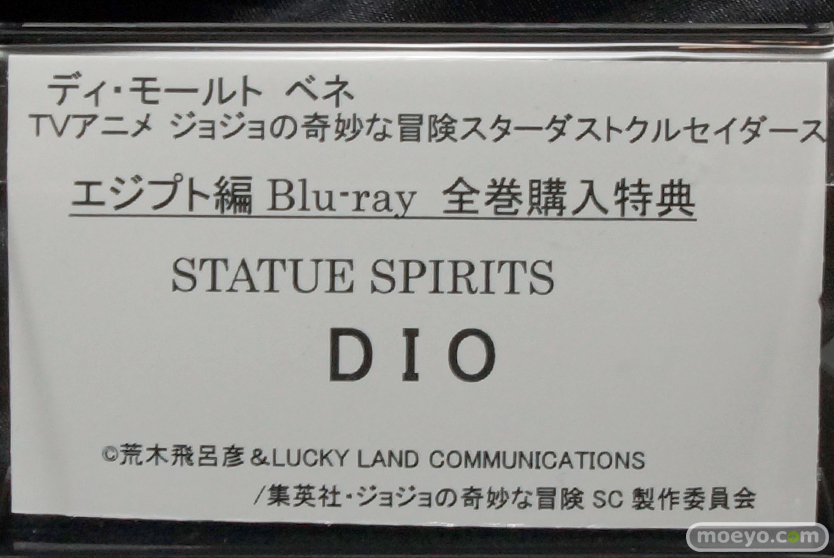 ディ・モールト ベネ
TVアニメ ジョジョの奇妙な冒険スターダストクルセイダース
エジプト編 Blu-ray 全巻購入特典
STATUE SPIRITS
DIO
©荒木飛呂彦&LUCKY LAND COMMUNICATIONS
/集英社・ジョジョの奇妙な冒険 SC 製作委員会
moeyo.com